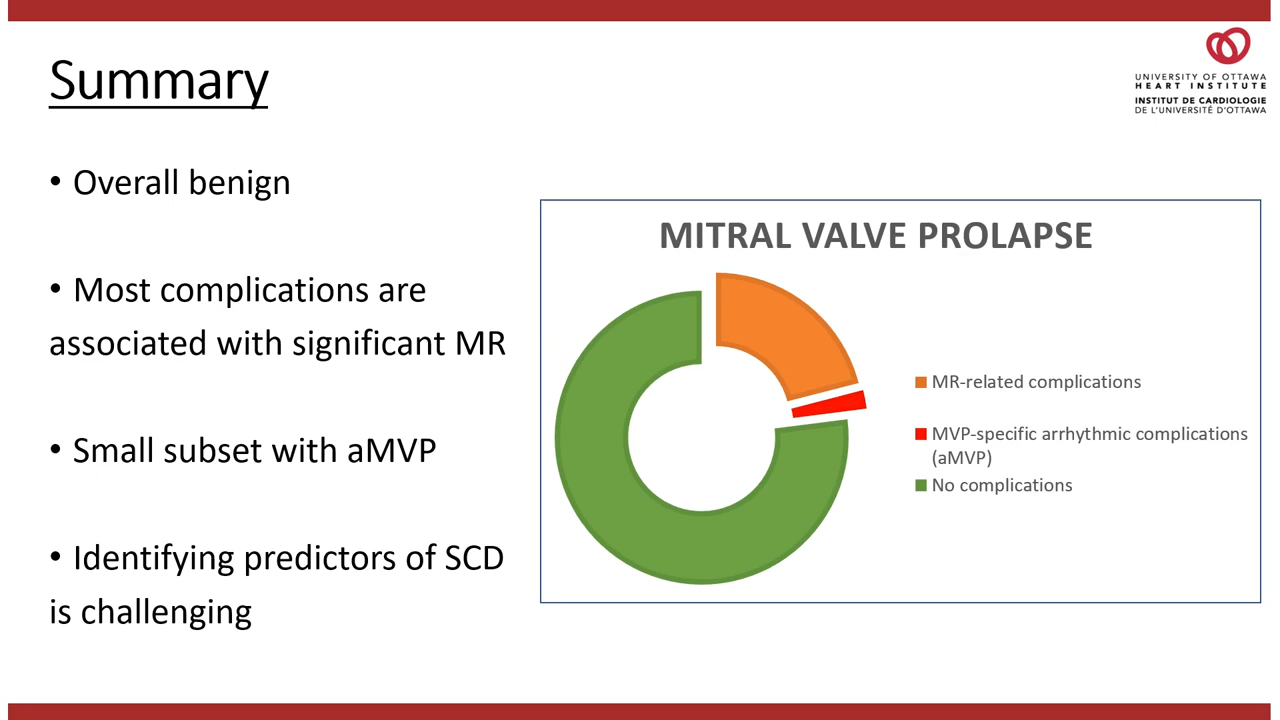 Summary
UNIVERSITY OF OTTAWA
HEART INSTITUTE
INSTITUT DE CARDIOLOGIE
DE L'UNIVERSITÉ D'OTTAWA
• Overall benign
• Most complications are
associated with significant MR
• Small subset with aMVP
• Identifying predictors of SCD
is challenging
MITRAL VALVE PROLAPSE
MR-related complications
MVP-specific arrhythmic complications
(aMVP)
No complications